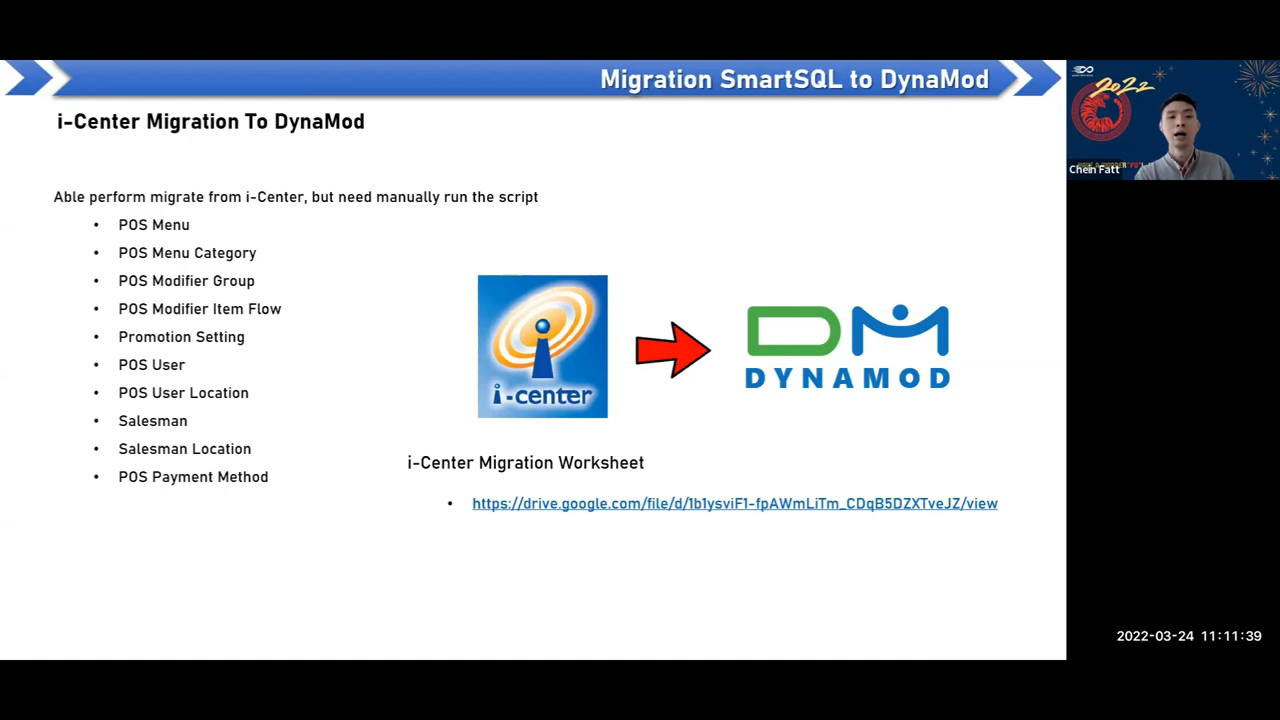 Migration SmartSQL to DynaMod
i-Center Migration To DynaMod
Able perform migrate from i-Center, but need manually run the script
• POS Menu
• POS Menu Category
• POS Modifier Group
• POS Modifier Item Flow
• Promotion Setting
• POS User
• POS User Location
• Salesman
• Salesman Location
• POS Payment Method
i-center
DM
DYNAMOD
i-Center Migration Worksheet
• https://drive.google.com/file/d/1b1ysviF1-fpAWmLiTm_CDqB5DZXTveJZ/view
2022
Chein Fatt
2022-03-24 11:11:39